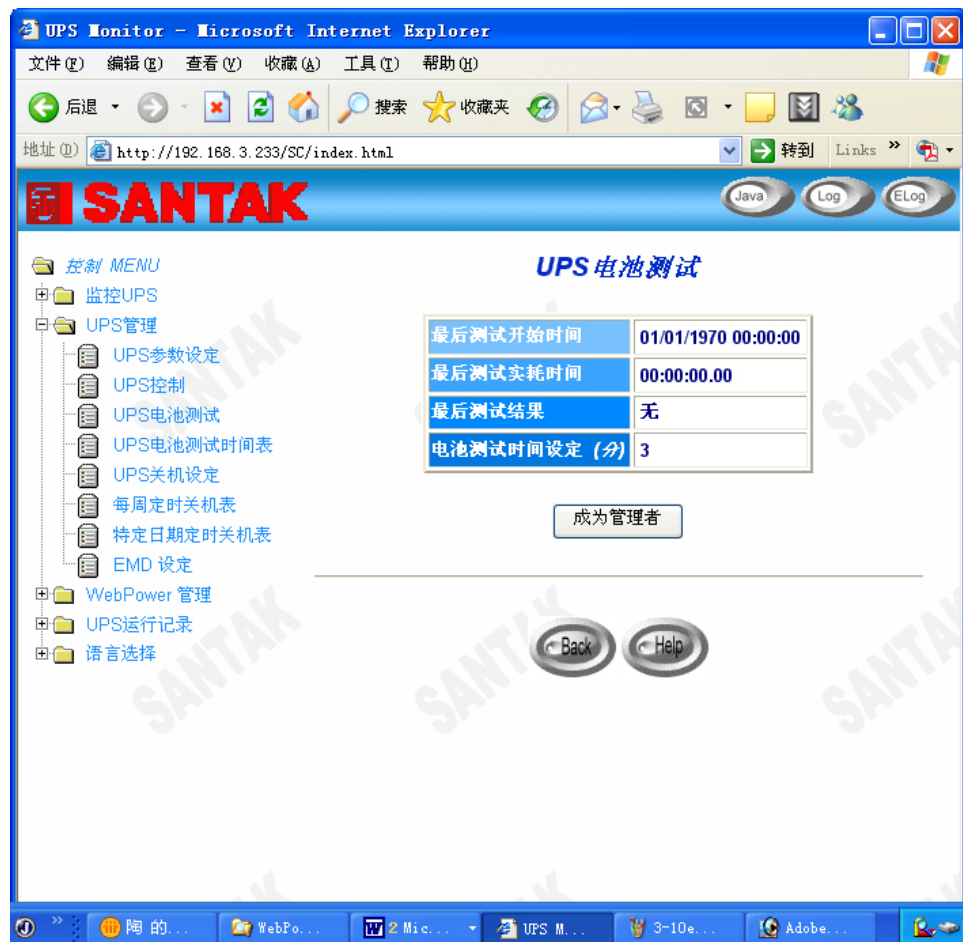 UPS Monitor - Microsoft Internet Explorer
文件(F) 编辑(E) 查看(V) 收藏(A) 工具(T) 帮助(H)
后退 搜索 收藏夹
地址(D) http://192.168.3.233/SC/index.html 转到 Links »
SANTAK
Java Log ELog
控制 MENU
监控UPS
UPS管理
UPS参数设定
UPS控制
UPS电池测试
UPS电池测试时间表
UPS关机设定
每周定时关机表
特定日期定时关机表
EMD 设定
WebPower 管理
UPS运行记录
语言选择
UPS电池测试
最后测试开始时间 01/01/1970 00:00:00
最后测试实耗时间 00:00:00.00
最后测试结果 无
电池测试时间设定 (分) 3
成为管理者
Back Help
SANTAK
SANTAK
SANTAK
SANTAK
SANTAK
SANTAK
» 陶 的... WebPo... 2 Mic... UPS M... 3-10e... Adobe...